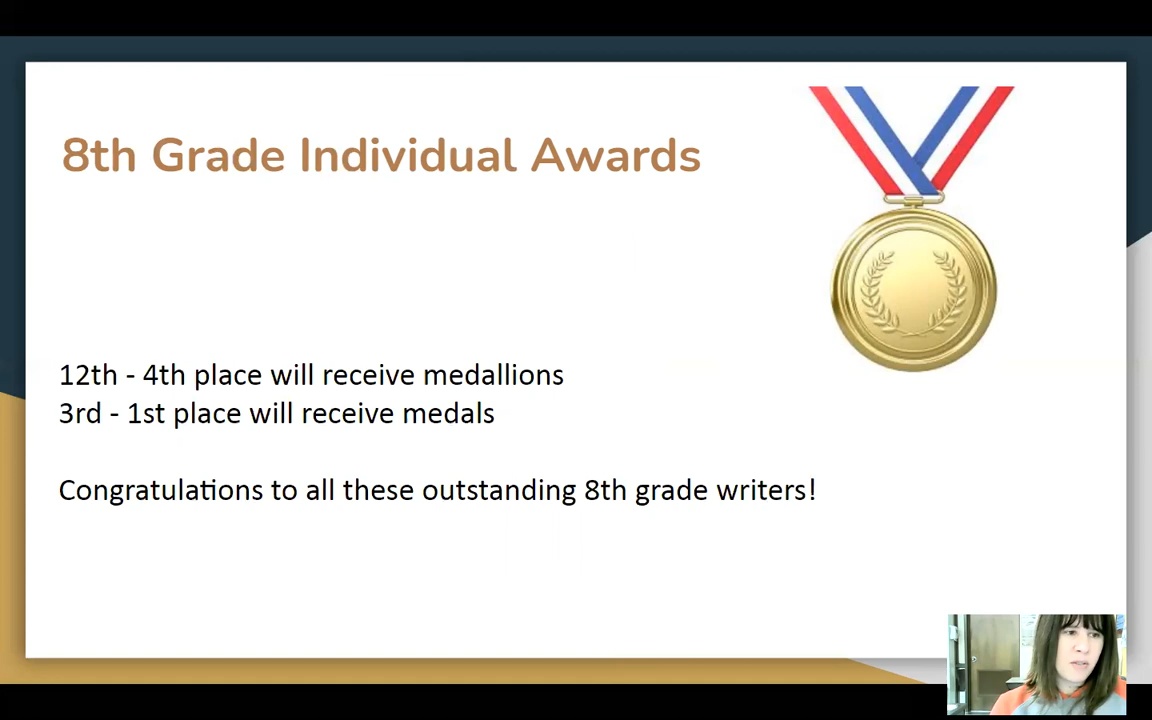 8th Grade Individual Awards
12th - 4th place will receive medallions
3rd - 1st place will receive medals
Congratulations to all these outstanding 8th grade writers!